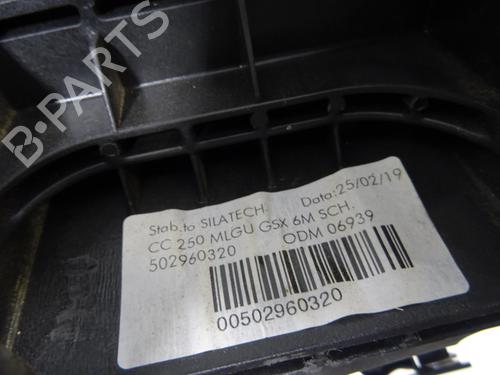 B-PARTS
Stab.to SILATECH Data:25/02/19
CC 250 MLGU GSX 6M SCH.
502960320 ODM 06939
00502960320